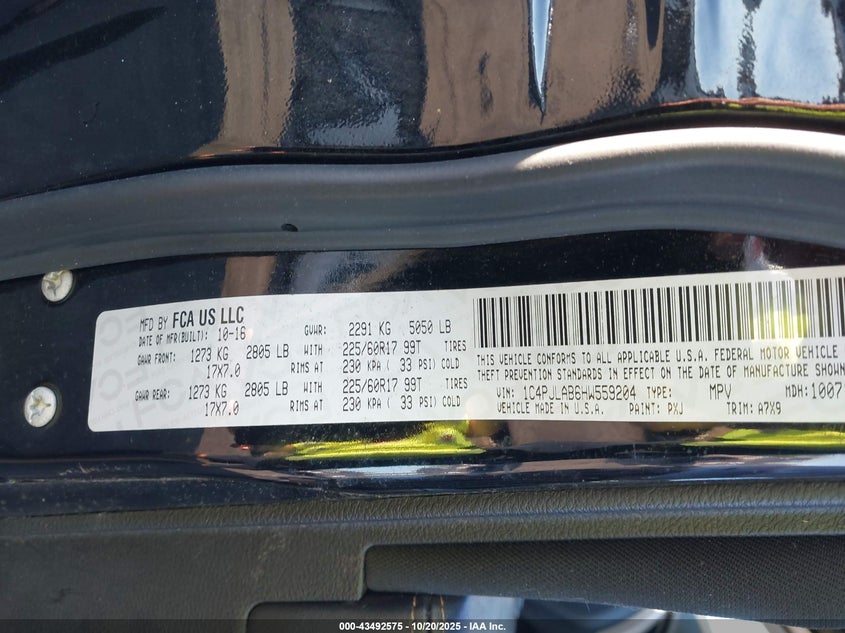 MFD BY FCA US LLC
DATE OF MFR(BUILT): 10-16 GVWR: 2291 KG 5050 LB
GAWR FRONT: 1273 KG 2805 LB WITH 225/60R17 99T TIRES
17X7.0 RIMS AT 230 KPA ( 33 PSI) COLD
GAWR REAR: 1273 KG 2805 LB WITH 225/60R17 99T TIRES
17X7.0 RIMS AT 230 KPA ( 33 PSI) COLD
THIS VEHICLE CONFORMS TO ALL APPLICABLE U.S.A. FEDERAL MOTOR VEHICLE
THEFT PREVENTION STANDARDS IN EFFECT ON THE DATE OF MANUFACTURE SHOWN
VIN: 1C4PJLAB6HW559204 TYPE: MPV MDH: 1007
VEHICLE MADE IN U.S.A. PAINT: PXJ TRIM: A7X9
000-43492575 - 10/20/2025 - IAA Inc.